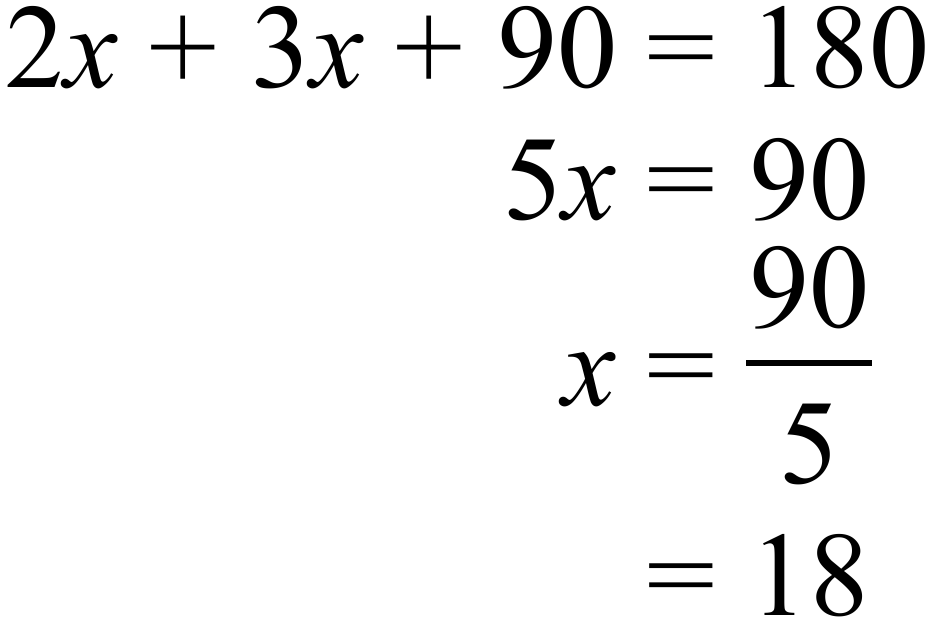 2x + 3x + 90 = 180
5x = 90
x = 90/5
= 18